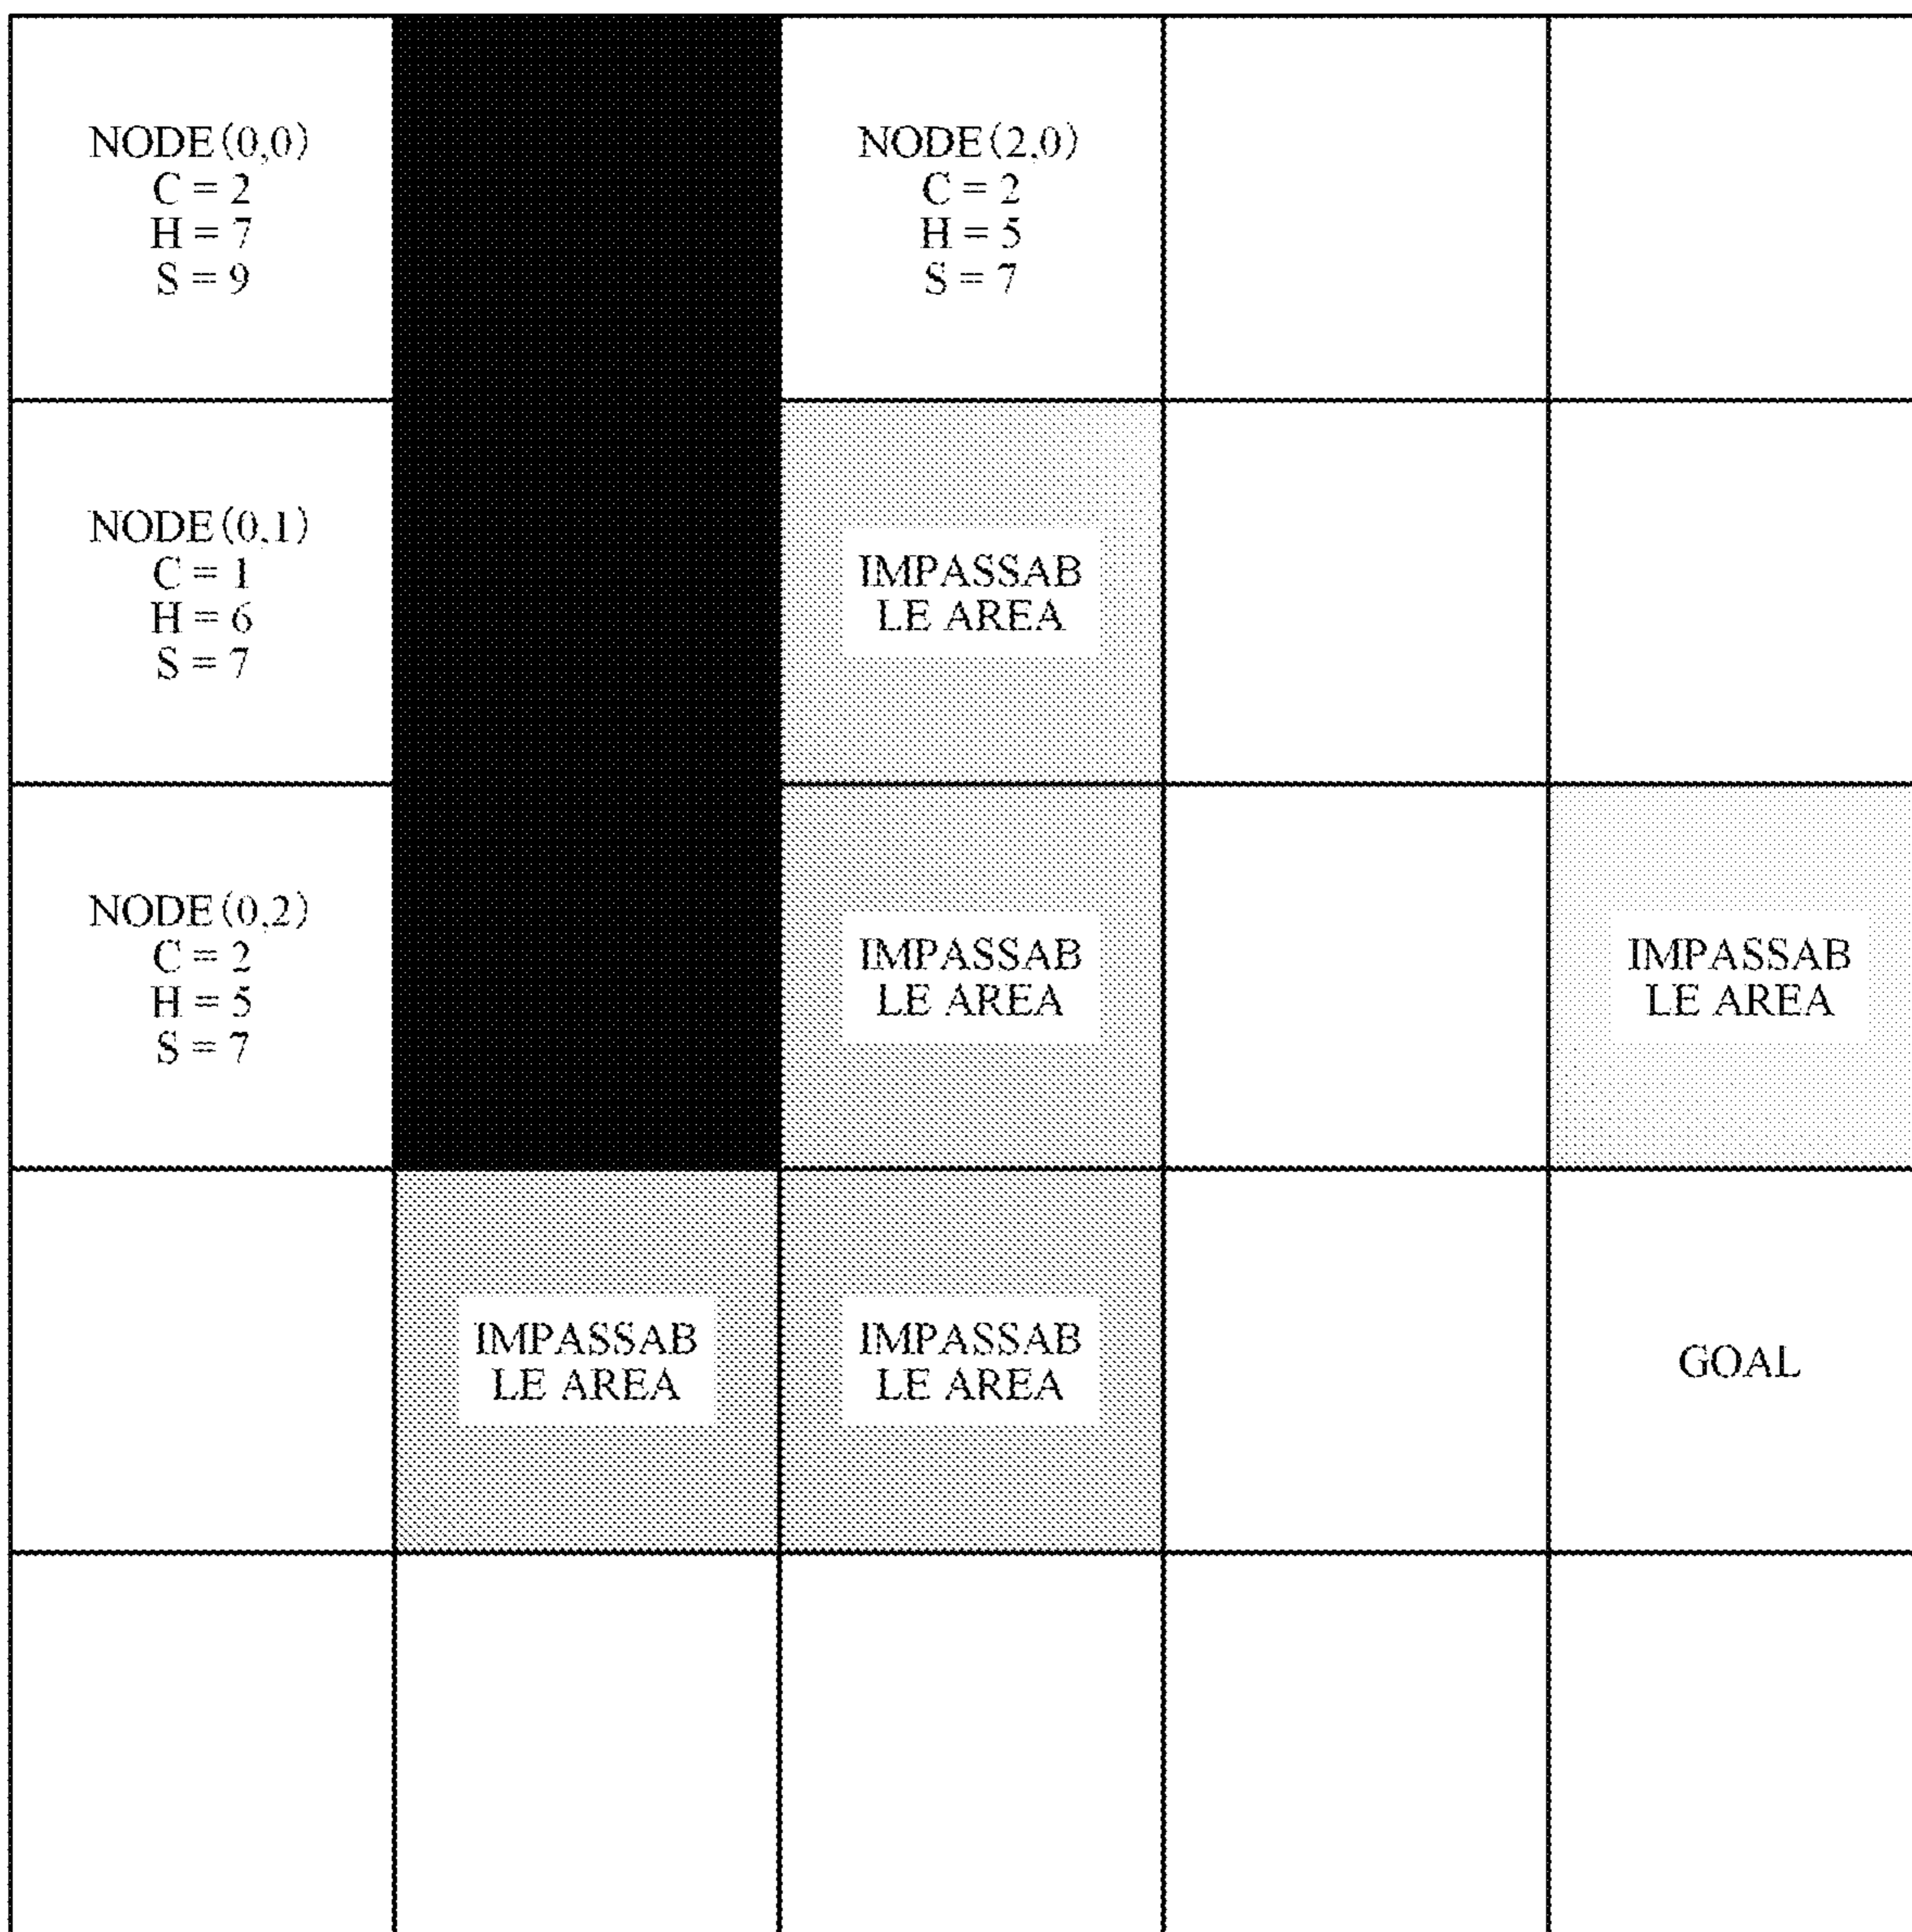 NODE(0,0)
C = 2
H = 7
S = 9
NODE(2,0)
C = 2
H = 5
S = 7
NODE(0,1)
C = 1
H = 6
S = 7
IMPASSAB
LE AREA
NODE(0,2)
C = 2
H = 5
S = 7
IMPASSAB
LE AREA
IMPASSAB
LE AREA
IMPASSAB
LE AREA
IMPASSAB
LE AREA
GOAL